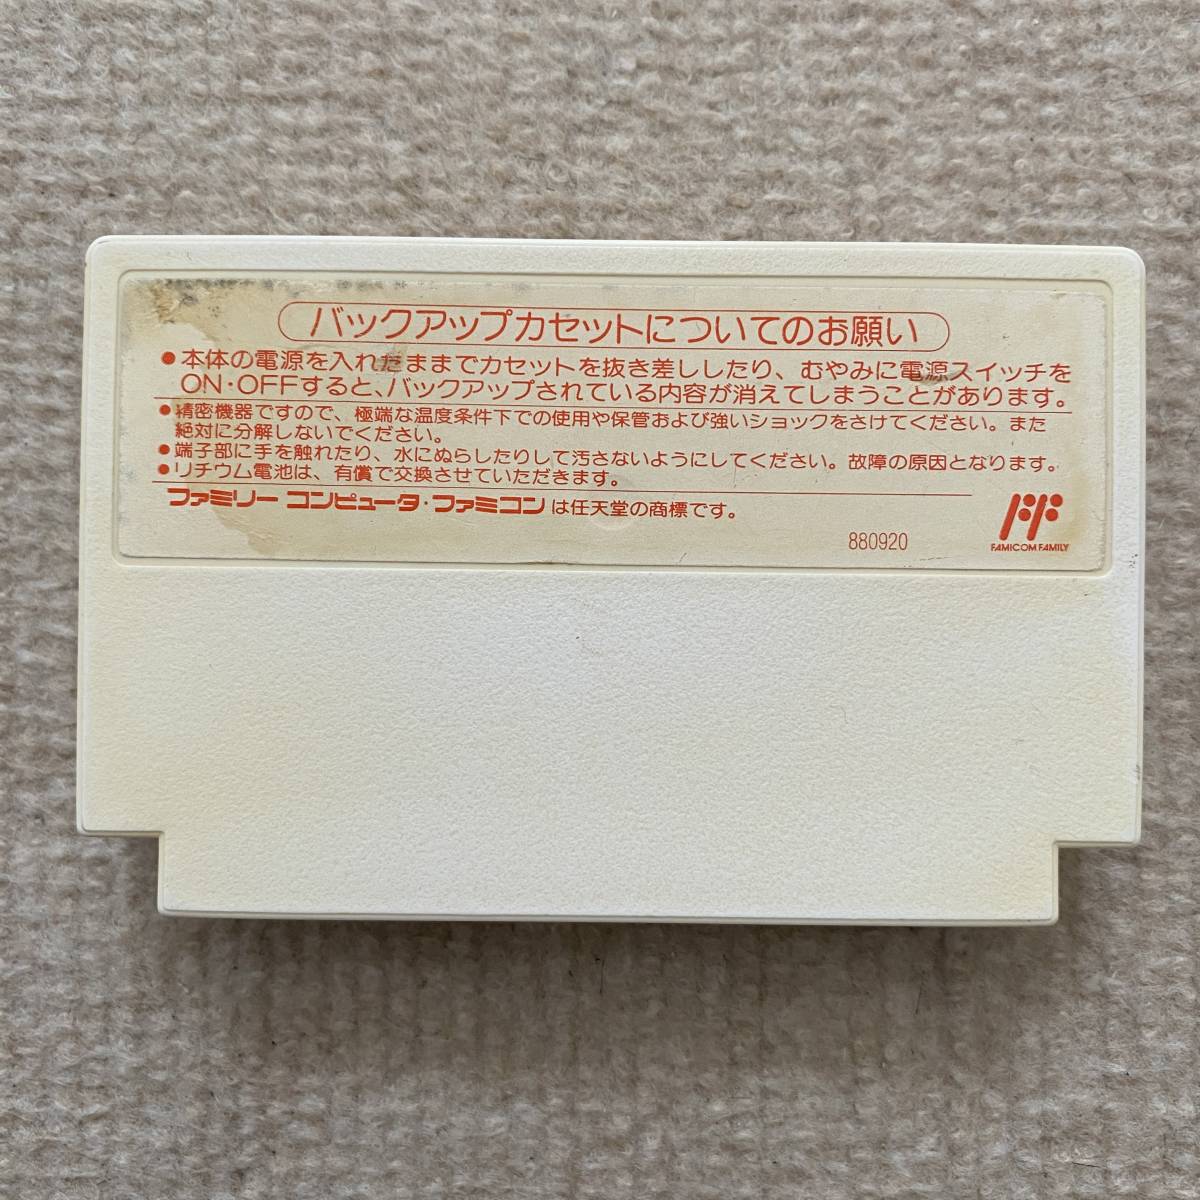 バックアップカセットについてのお願い
●本体の電源を入れたままでカセットを抜き差ししたり、むやみに電源スイッチを
ON・OFFすると、バックアップされている内容が消えてしまうことがあります。
●精密機器ですので、極端な温度条件下での使用や保管および強いショックをさけてください。また
絶対に分解しないでください。
●端子部に手を触れたり、水にぬらしたりして汚さないようにしてください。故障の原因となります。
●リチウム電池は、有償で交換させていただきます。
ファミリー コンピュータ・ファミコンは任天堂の商標です。
880920
FAMICOM FAMILY